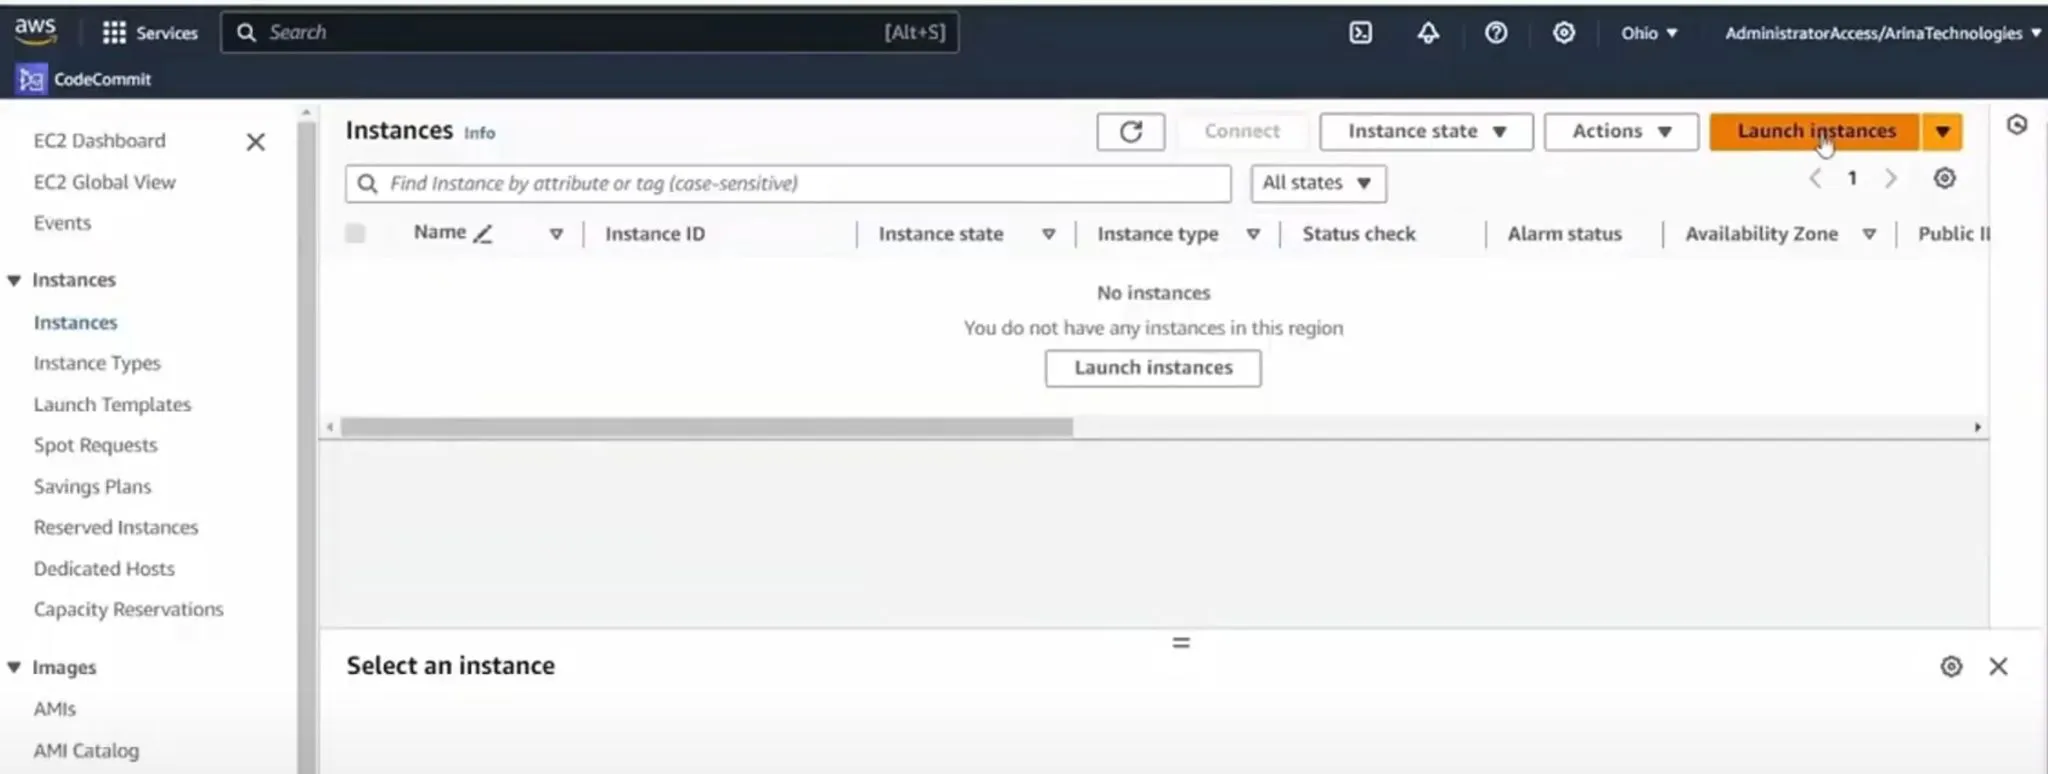 aws Services Search [Alt+S] Ohio AdministratorAccess/ArinaTechnologies
CodeCommit
EC2 Dashboard
EC2 Global View
Events
Instances
Instances
Instance Types
Launch Templates
Spot Requests
Savings Plans
Reserved Instances
Dedicated Hosts
Capacity Reservations
Images
AMIs
AMI Catalog
Instances Info Connect Instance state Actions Launch instances
Find Instance by attribute or tag (case-sensitive) All states 1
Name Instance ID Instance state Instance type Status check Alarm status Availability Zone Public
No instances
You do not have any instances in this region
Launch instances
Select an instance